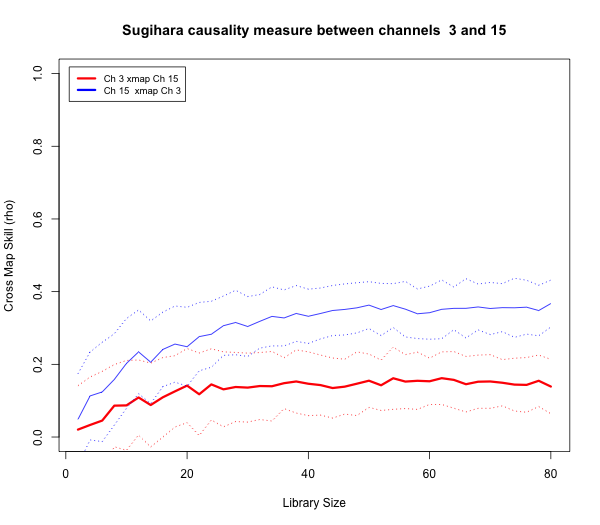 Sugihara causality measure between channels  3 and 15
Ch 3 xmap Ch 15
Ch 15  xmap Ch 3
Cross Map Skill (rho)
1.0
0.8
0.6
0.4
0.2
0.0
0 20 40 60 80
Library Size